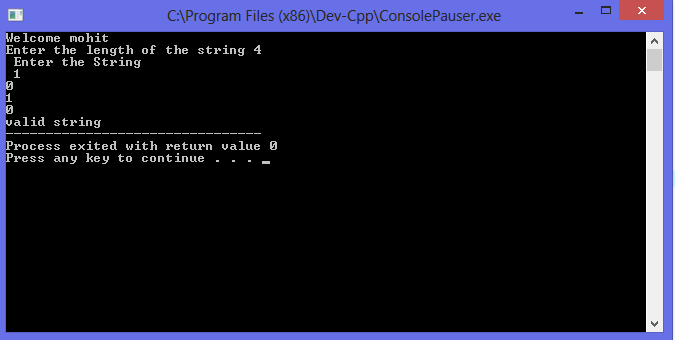 C:\Program Files (x86)\Dev-Cpp\ConsolePauser.exe
Welcome mohit
Enter the length of the string 4
 Enter the String
 1
0
1
0
valid string
--------------------------------
Process exited with return value 0
Press any key to continue . . . _